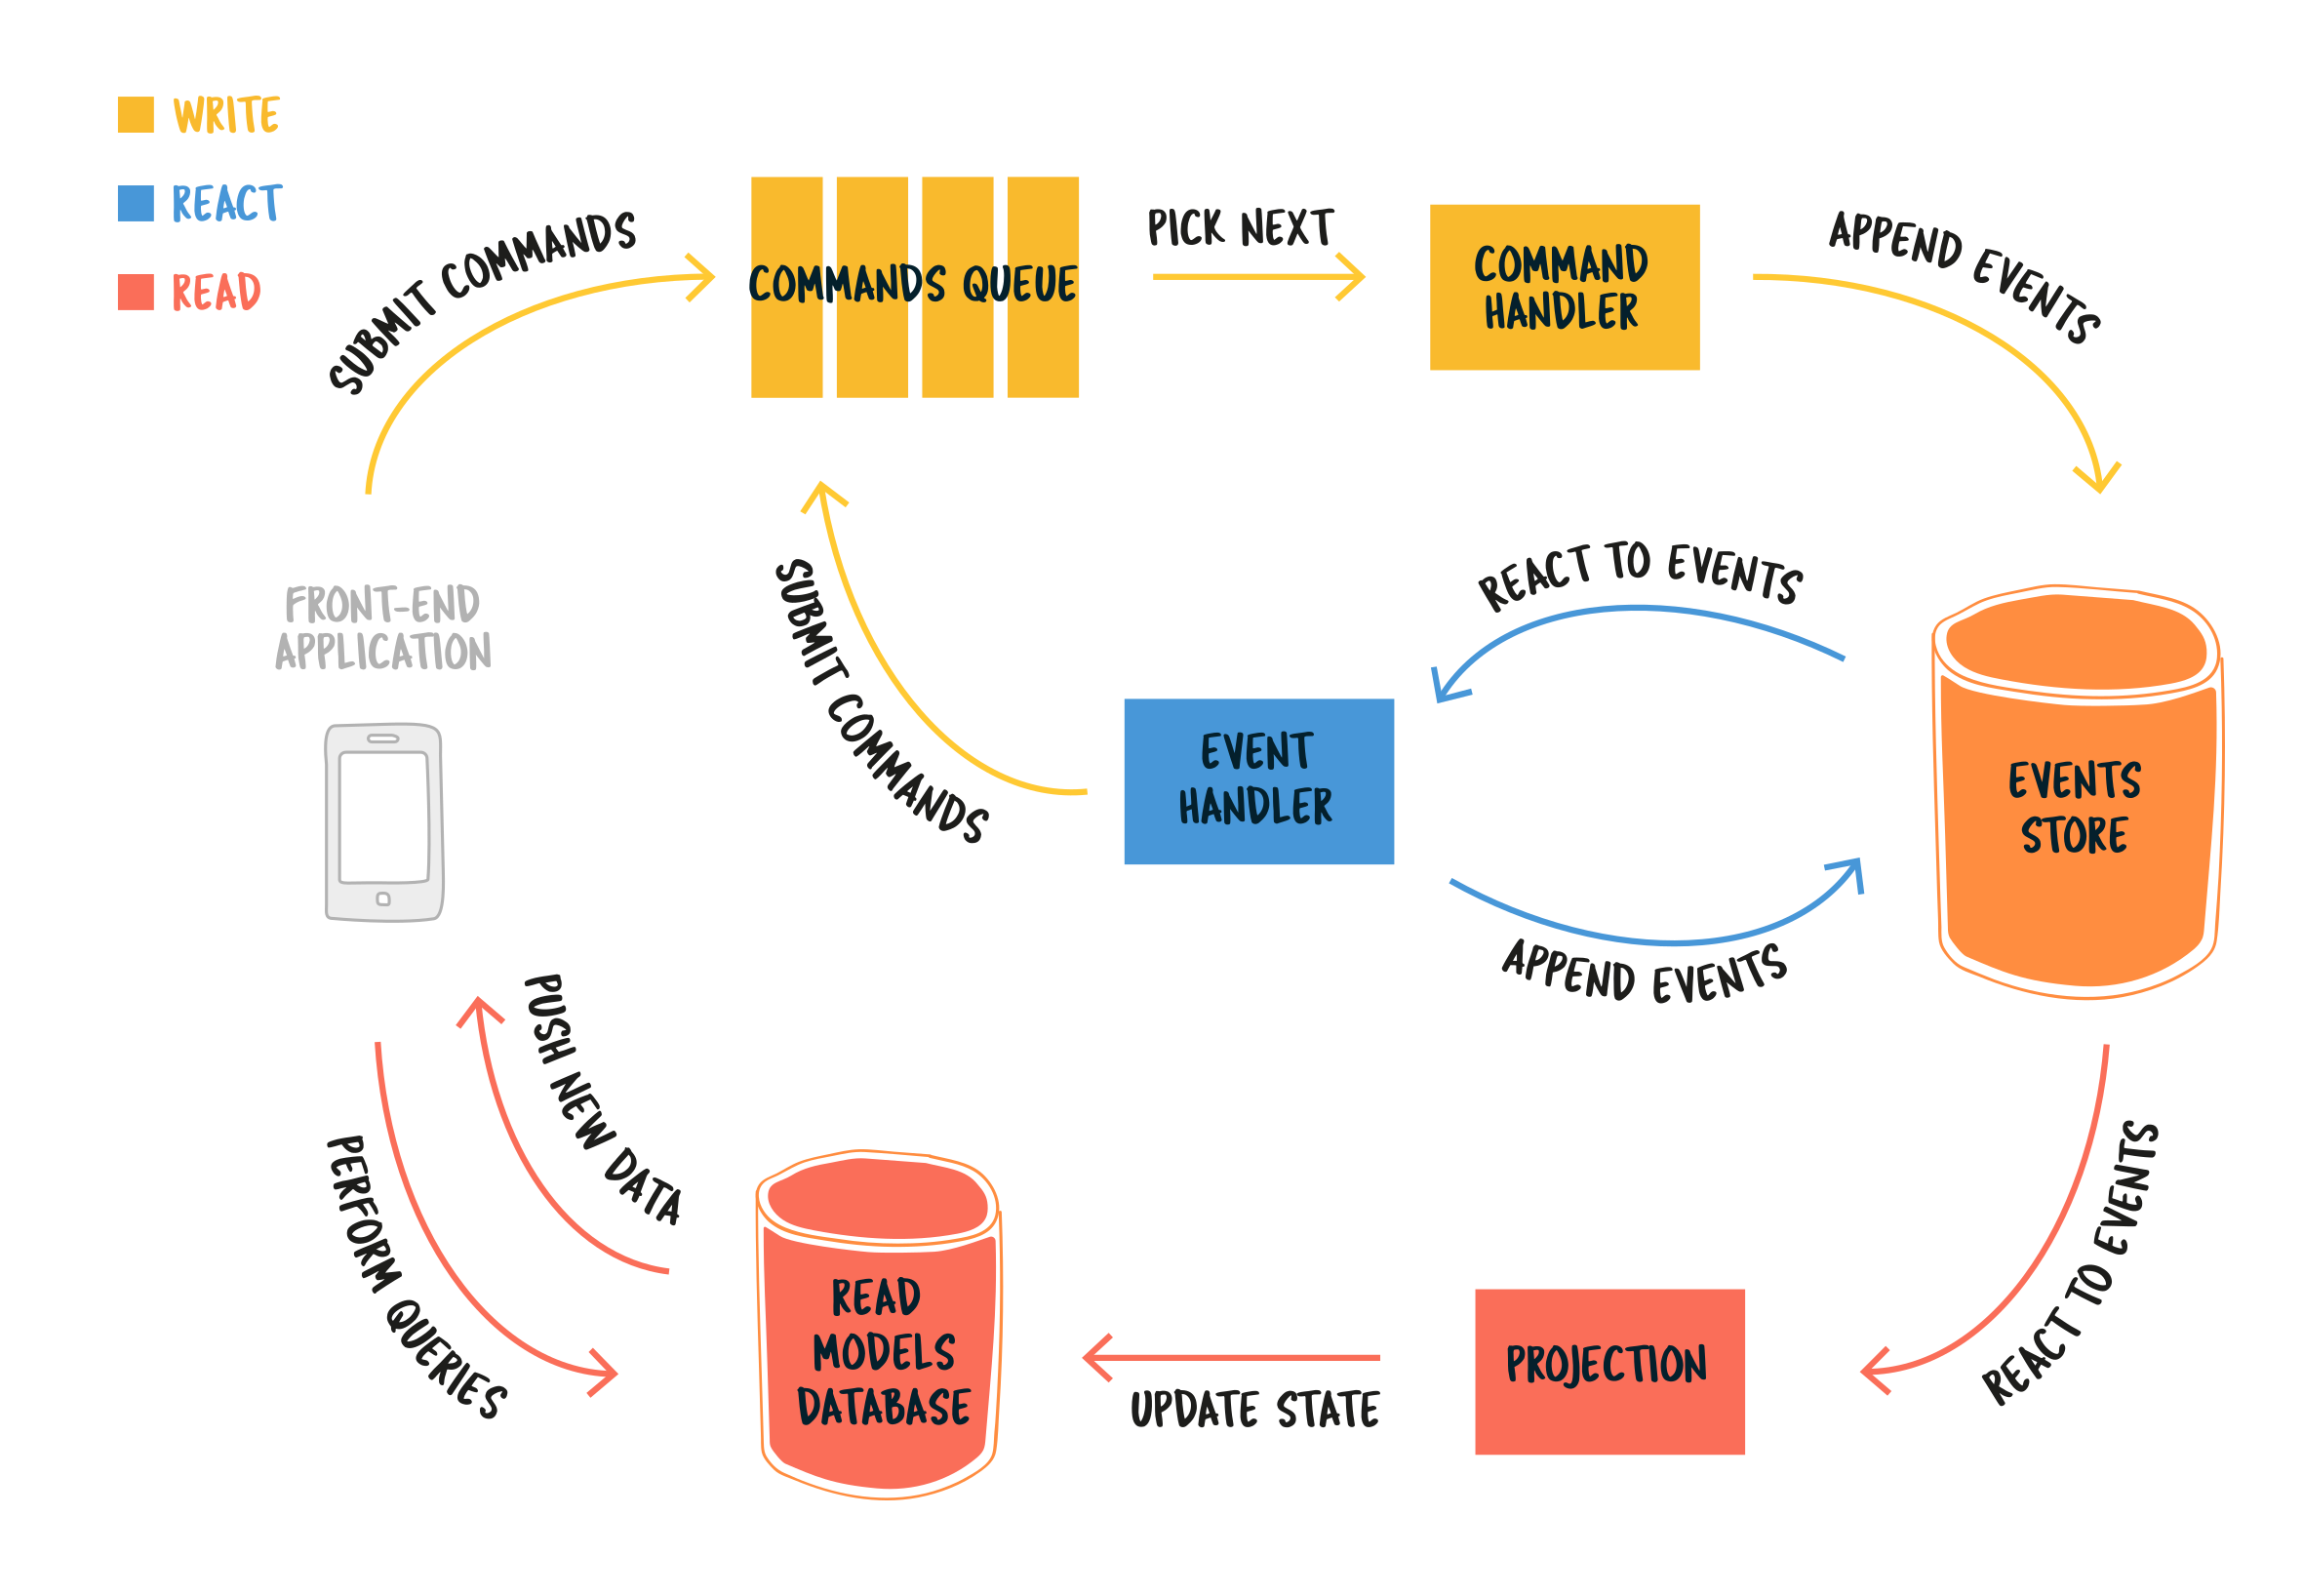 WRITE
REACT
READ
SUBMIT COMMANDS
COMMANDS QUEUE
PICK NEXT
COMMAND
HANDLER
APPEND EVENTS
FRONT-END
APPLICATION
SUBMIT COMMANDS
EVENT
HANDLER
REACT TO EVENTS
APPEND EVENTS
EVENTS
STORE
PUSH NEW DATA
PERFORM QUERIES
READ
MODELS
DATABASE
UPDATE STATE
PROJECTION
REACT TO EVENTS